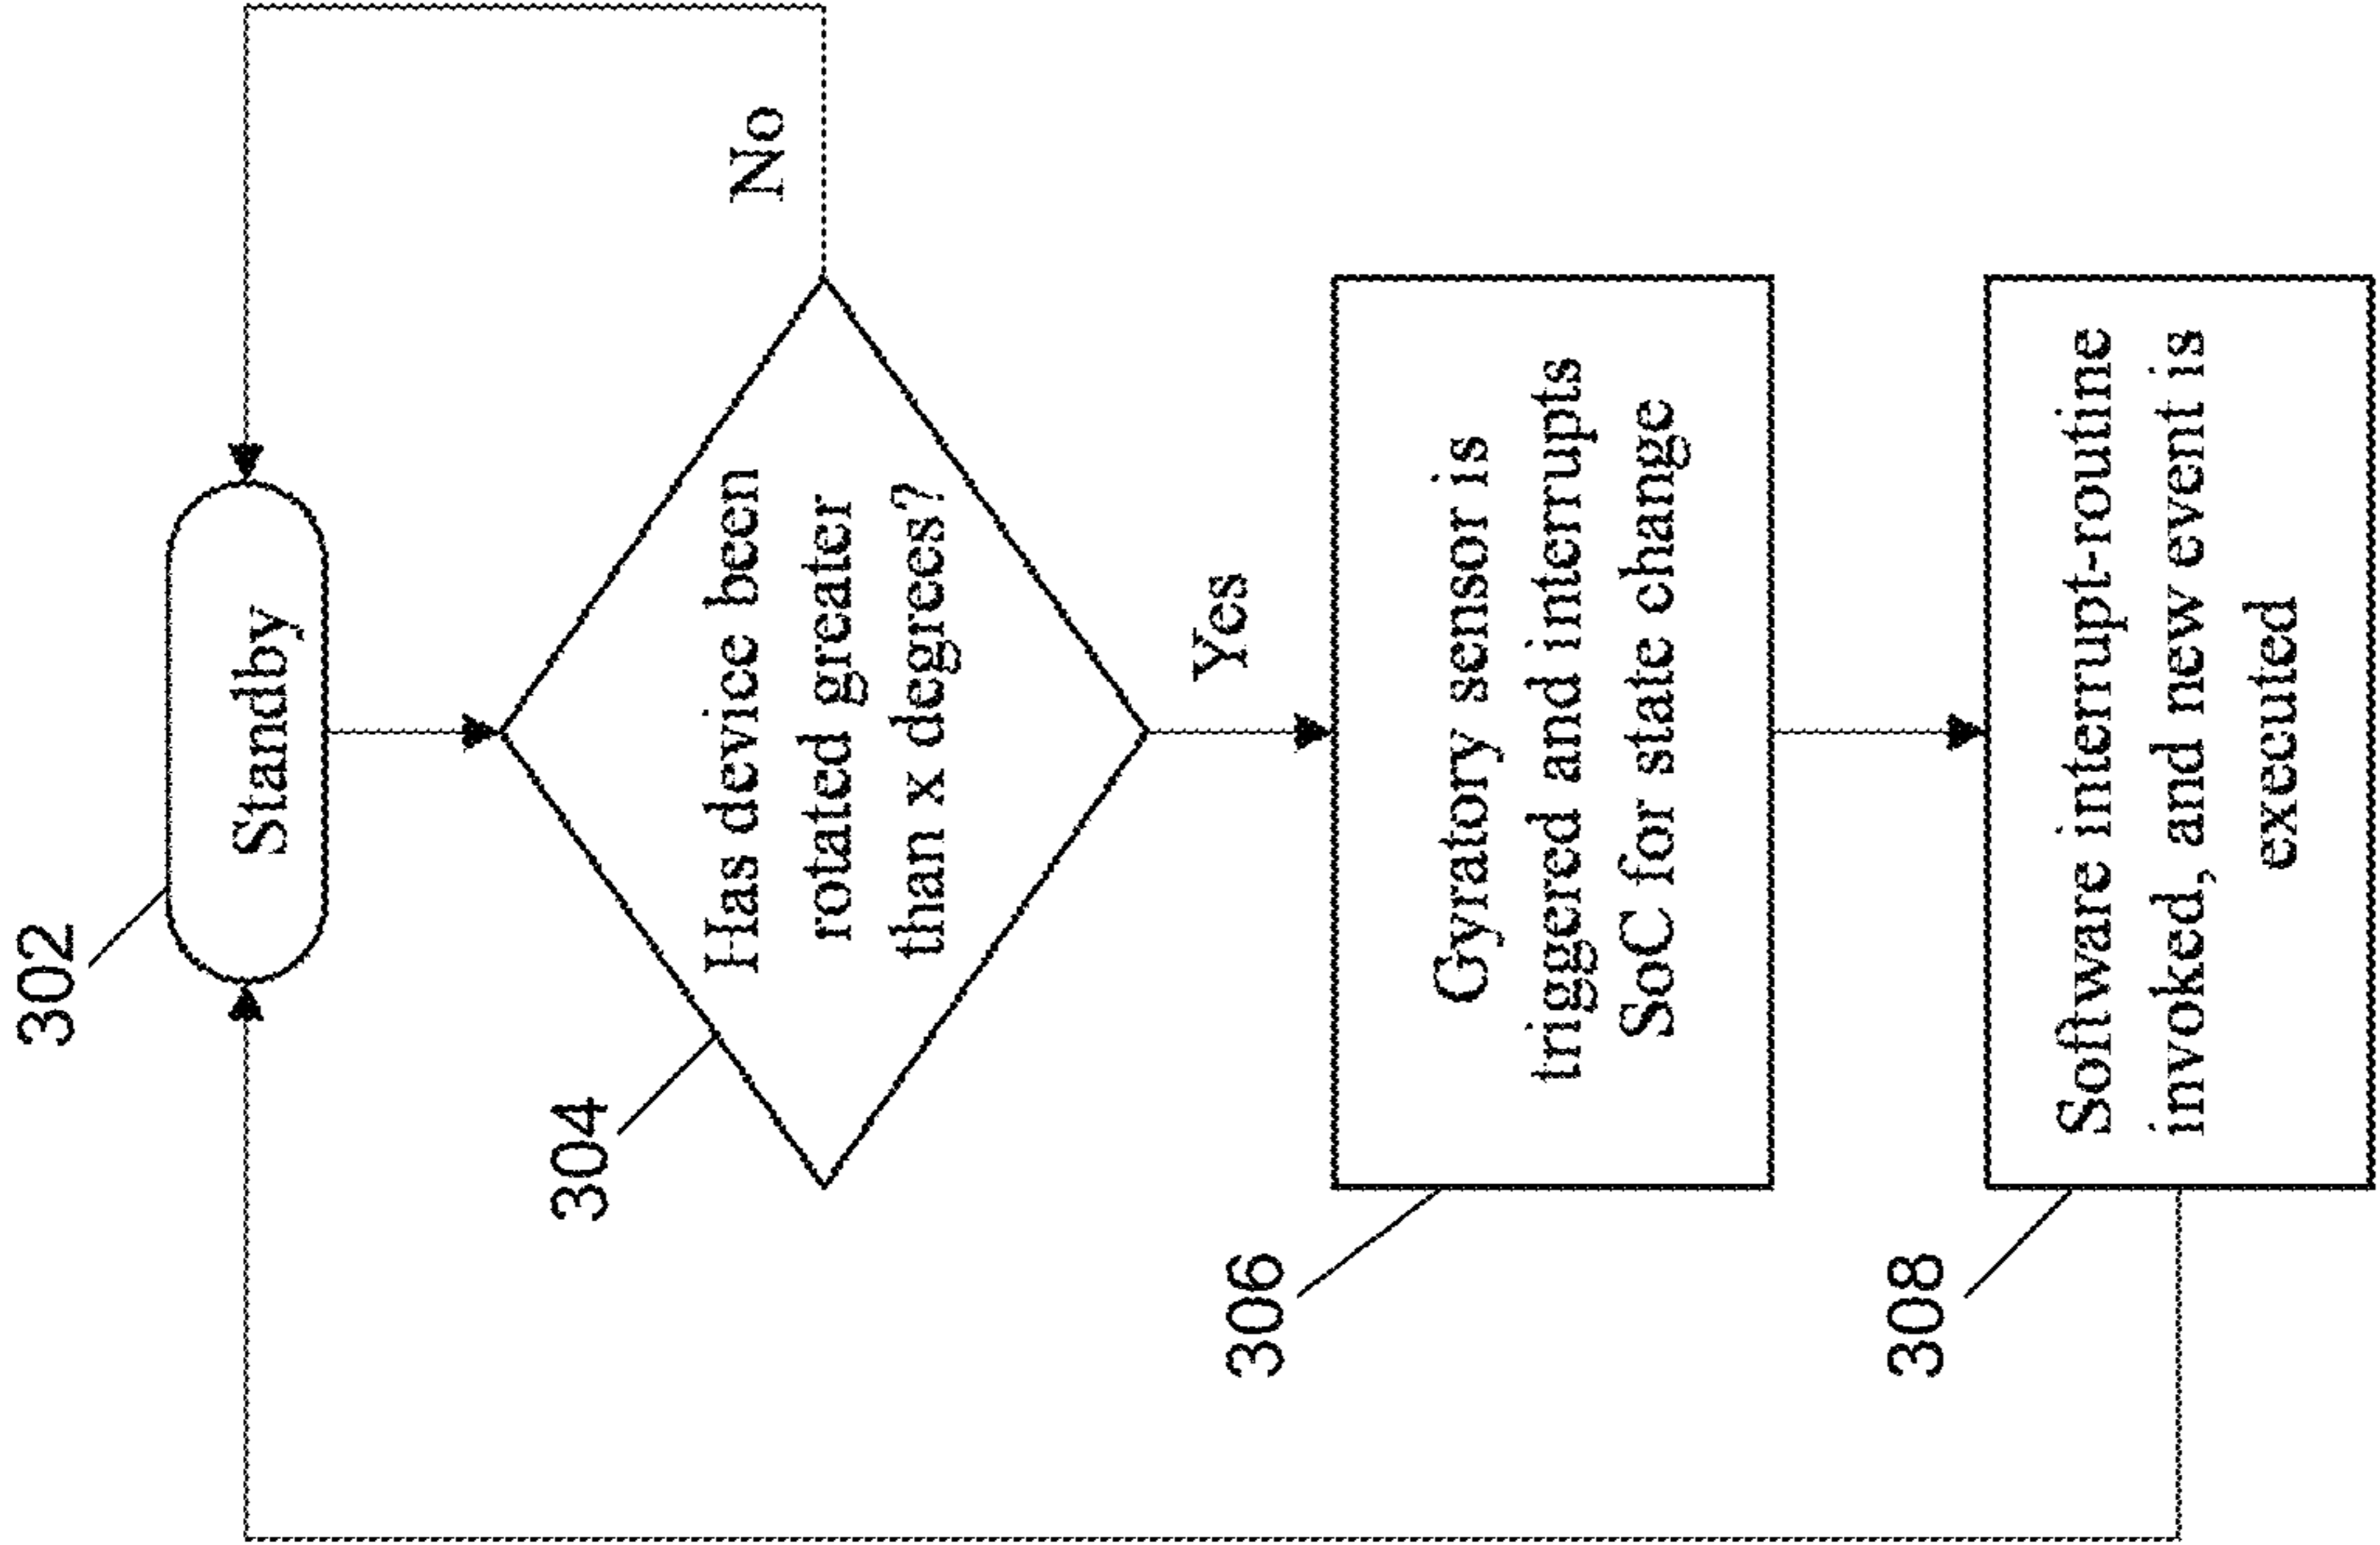 302
Standby
304
Has device been
rotated greater
than x degrees?
No
Yes
306
Gyratory sensor is
triggered and interrupts
SoC for state change
308
Software interrupt-routine
invoked, and new event is
executed